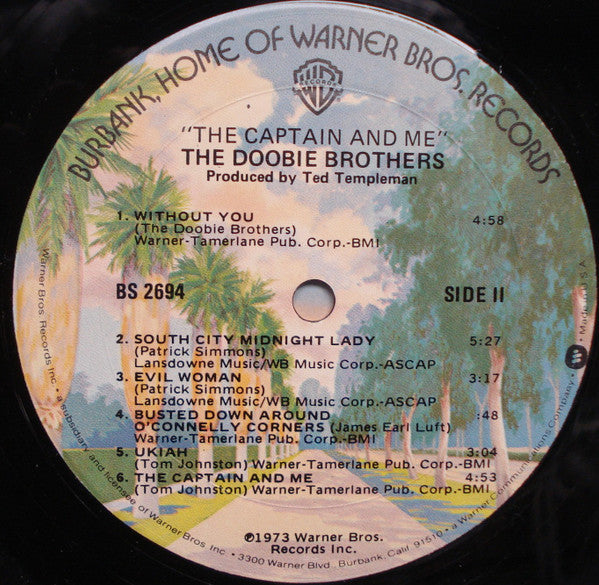 BURBANK, HOME OF WARNER BROS. RECORDS
RECORDS
"THE CAPTAIN AND ME"
THE DOOBIE BROTHERS
Produced by Ted Templeman
1. WITHOUT YOU 4:58
(The Doobie Brothers)
Warner-Tamerlane Pub. Corp.-BMI
BS 2694 SIDE II
2. SOUTH CITY MIDNIGHT LADY 5:27
(Patrick Simmons)
Lansdowne Music/WB Music Corp.-ASCAP
3. EVIL WOMAN 3:17
(Patrick Simmons)
Lansdowne Music/WB Music Corp.-ASCAP
4. BUSTED DOWN AROUND :48
O'CONNELLY CORNERS (James Earl Luft)
Warner-Tamerlane Pub. Corp.-BMI
5. UKIAH 3:04
(Tom Johnston) Warner-Tamerlane Pub. Corp.-BMI
6. THE CAPTAIN AND ME 4:53
(Tom Johnston) Warner-Tamerlane Pub. Corp.-BMI
℗1973 Warner Bros.
Records Inc.
Warner Bros. Records Inc. • a subsidiary and licensee of Warner Bros. Inc. • 3300 Warner Blvd., Burbank, Calif. 91510 • a Warner Communications Company • Made in U.S.A.